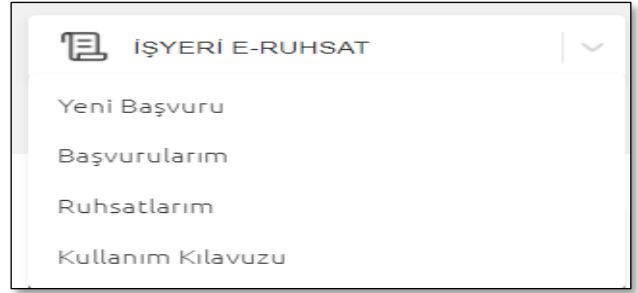 İŞYERİ E-RUHSAT
Yeni Başvuru
Başvurularım
Ruhsatlarım
Kullanım Kılavuzu